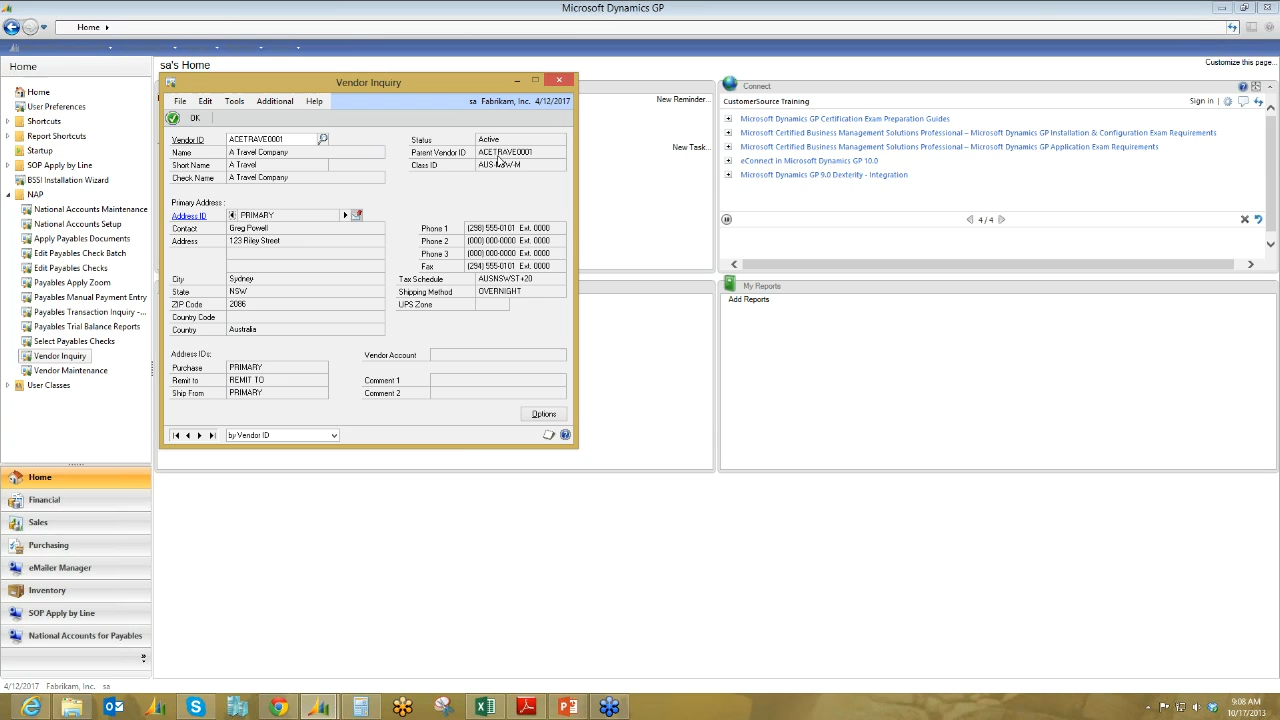 Microsoft Dynamics GP
Home
Home
sa's Home
Customize this page...
Home
User Preferences
Shortcuts
Report Shortcuts
Startup
SOP Apply by Line
BSSI Installation Wizard
NAP
National Accounts Maintenance
National Accounts Setup
Apply Payables Documents
Edit Payables Check Batch
Edit Payables Checks
Payables Apply Zoom
Payables Manual Payment Entry
Payables Transaction Inquiry -...
Payables Trial Balance Reports
Select Payables Checks
Vendor Inquiry
Vendor Maintenance
User Classes
Home
Financial
Sales
Purchasing
eMailer Manager
Inventory
SOP Apply by Line
National Accounts for Payables
Vendor Inquiry
File Edit Tools Additional Help
sa Fabrikam, Inc. 4/12/2017
OK
Vendor ID ACETRAVE0001
Name A Travel Company
Short Name A Travel
Check Name A Travel Company
Status Active
Parent Vendor ID ACETRAVE0001
Class ID AUS-NSW-M
Primary Address:
Address ID PRIMARY
Contact Greg Powell
Address 123 Riley Street
City Sydney
State NSW
ZIP Code 2086
Country Code
Country Australia
Phone 1 (298) 555-0101 Ext. 0000
Phone 2 (000) 000-0000 Ext. 0000
Phone 3 (000) 000-0000 Ext. 0000
Fax (294) 555-0101 Ext. 0000
Tax Schedule AUSNSWST+20
Shipping Method OVERNIGHT
UPS Zone
Address IDs:
Purchase PRIMARY
Remit to REMIT TO
Ship From PRIMARY
Vendor Account
Comment 1
Comment 2
Options
by Vendor ID
New Reminder...
New Task...
Connect
CustomerSource Training
Sign in
Microsoft Dynamics GP Certification Exam Preparation Guides
Microsoft Certified Business Management Solutions Professional – Microsoft Dynamics GP Installation & Configuration Exam Requirements
Microsoft Certified Business Management Solutions Professional – Microsoft Dynamics GP Application Exam Requirements
eConnect in Microsoft Dynamics GP 10.0
Microsoft Dynamics GP 9.0 Dexterity - Integration
4 / 4
My Reports
Add Reports
4/12/2017 Fabrikam, Inc. sa
9:08 AM
10/17/2013